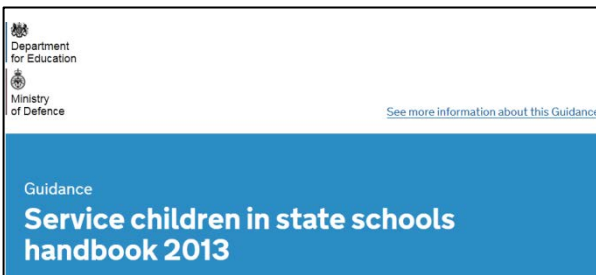 Department
for Education
Ministry
of Defence
See more information about this Guidance
Guidance
Service children in state schools
handbook 2013